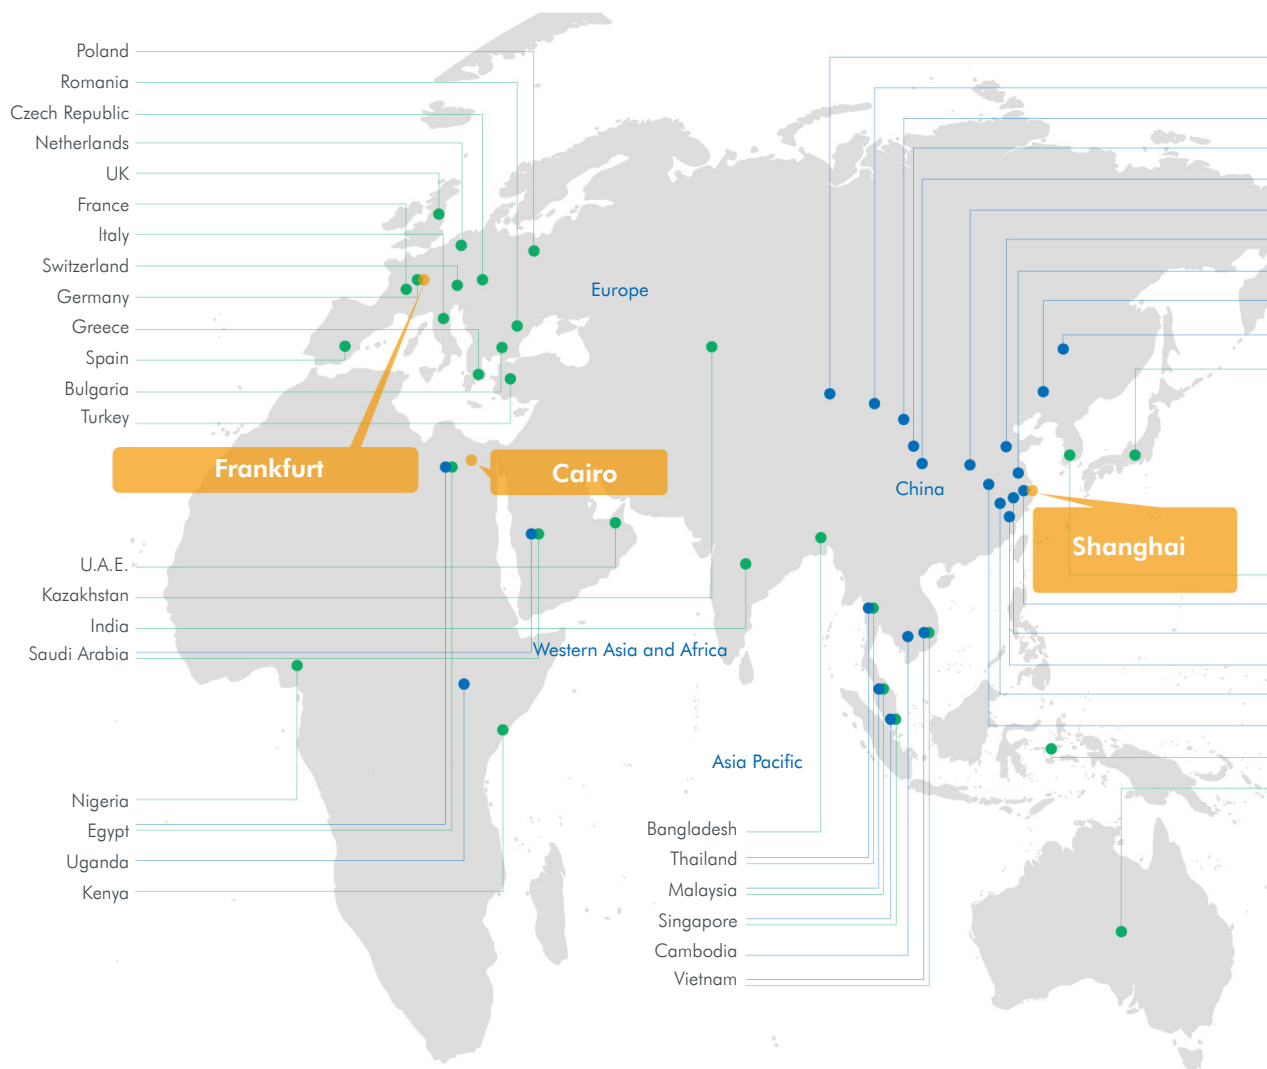 Poland
Romania
Czech Republic
Netherlands
UK
France
Italy
Switzerland
Germany
Greece
Spain
Bulgaria
Turkey
Europe
Frankfurt
Cairo
China
Shanghai
U.A.E.
Kazakhstan
India
Saudi Arabia
Western Asia and Africa
Asia Pacific
Nigeria
Egypt
Uganda
Kenya
Bangladesh
Thailand
Malaysia
Singapore
Cambodia
Vietnam